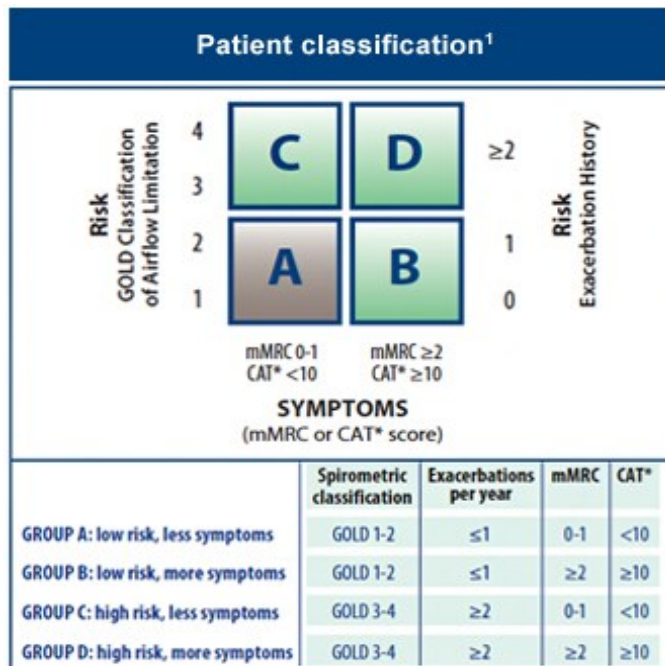 Patient classification¹
Risk
GOLD Classification
of Airflow Limitation
4
3
2
1
C
D
A
B
≥2
1
0
Risk
Exacerbation History
mMRC 0-1
CAT* <10
mMRC ≥2
CAT* ≥10
SYMPTOMS
(mMRC or CAT* score)
Spirometric classification Exacerbations per year mMRC CAT*
GROUP A: low risk, less symptoms GOLD 1-2 ≤1 0-1 <10
GROUP B: low risk, more symptoms GOLD 1-2 ≤1 ≥2 ≥10
GROUP C: high risk, less symptoms GOLD 3-4 ≥2 0-1 <10
GROUP D: high risk, more symptoms GOLD 3-4 ≥2 ≥2 ≥10